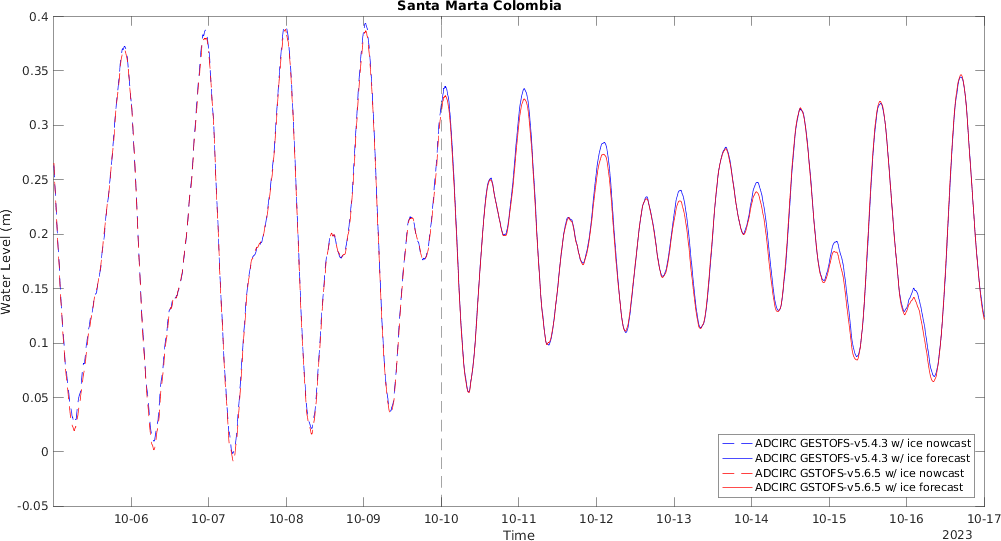 Santa Marta Colombia
0.4
0.35
0.3
0.25
0.2
0.15
0.1
0.05
0
-0.05
Water Level (m)
ADCIRC GESTOFS-v5.4.3 w/ ice nowcast
ADCIRC GESTOFS-v5.4.3 w/ ice forecast
ADCIRC GSTOFS-v5.6.5 w/ ice nowcast
ADCIRC GSTOFS-v5.6.5 w/ ice forecast
10-06 10-07 10-08 10-09 10-10 10-11 10-12 10-13 10-14 10-15 10-16 10-17
Time
2023